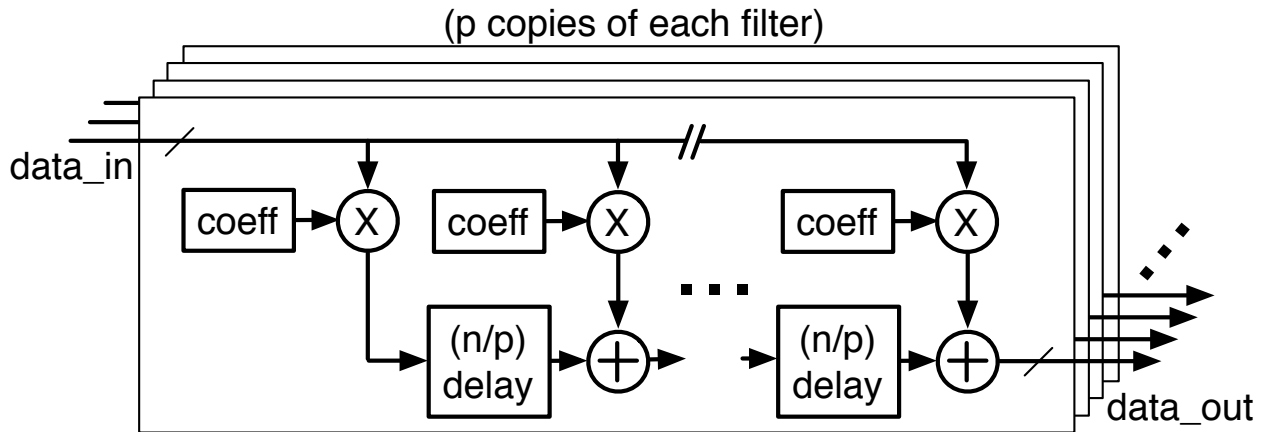 (p copies of each filter)
data_in
coeff X coeff X coeff X
(n/p) (n/p)
delay delay
data_out